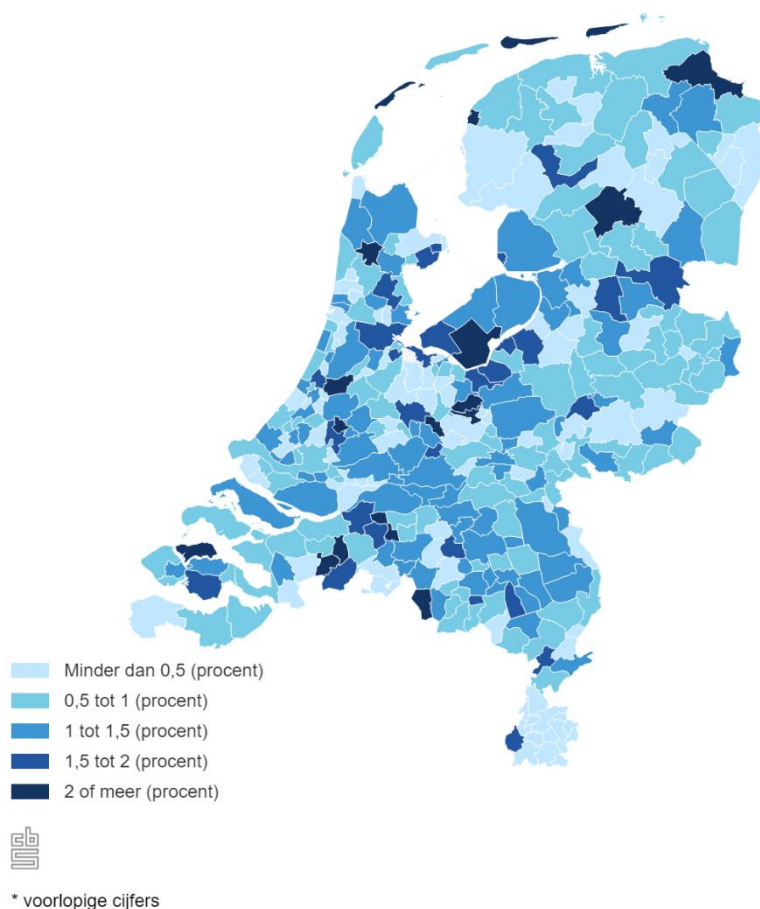 Minder dan 0,5 (procent)
0,5 tot 1 (procent)
1 tot 1,5 (procent)
1,5 tot 2 (procent)
2 of meer (procent)
cbs
* voorlopige cijfers